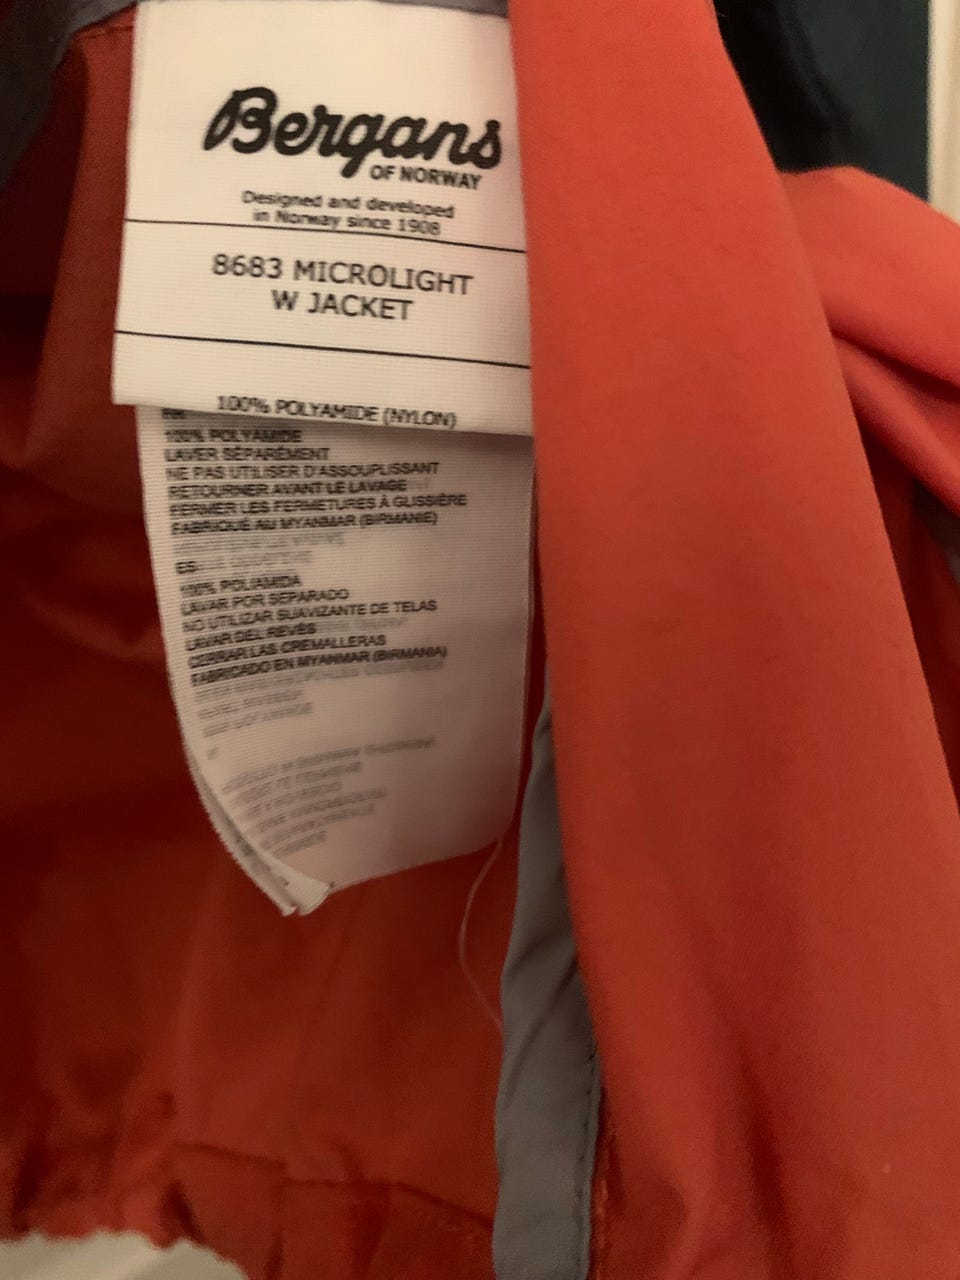 Bergans
OF NORWAY
Designed and developed
in Norway since 1908
8683 MICROLIGHT
W JACKET
100% POLYAMIDE (NYLON)
FR
100% POLYAMIDE
LAVER SÉPARÉMENT
NE PAS UTILISER D'ASSOUPLISSANT
RETOURNER AVANT LE LAVAGE
FERMER LES FERMETURES À GLISSIÈRE
FABRIQUÉ AU MYANMAR (BIRMANIE)
ES
100% POLIAMIDA
LAVAR POR SEPARADO
NO UTILIZAR SUAVIZANTE DE TELAS
LAVAR DEL REVÉS
CERRAR LAS CREMALLERAS
FABRICADO EN MYANMAR (BIRMANIA)